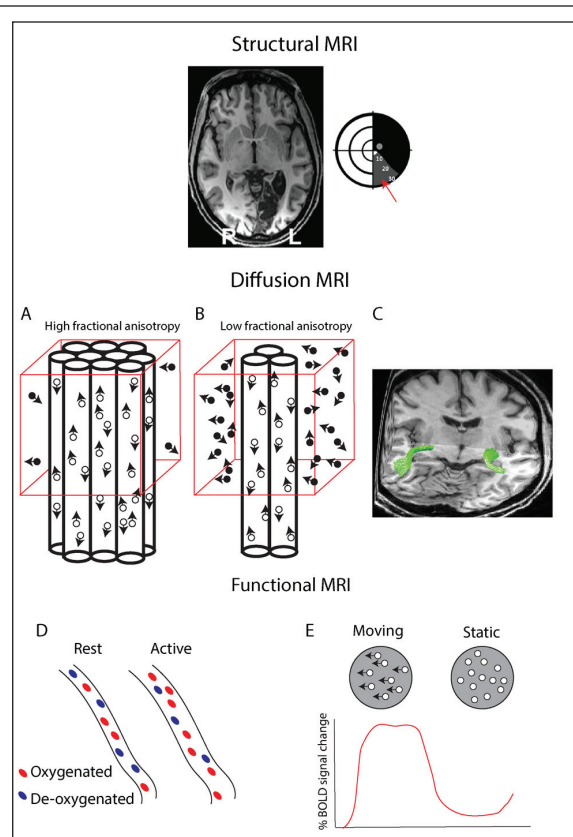 Structural MRI
10
20
30
R L
Diffusion MRI
A B C
High fractional anisotropy Low fractional anisotropy
Functional MRI
D E
Moving Static
Rest Active
Oxygenated
De-oxygenated
% BOLD signal change